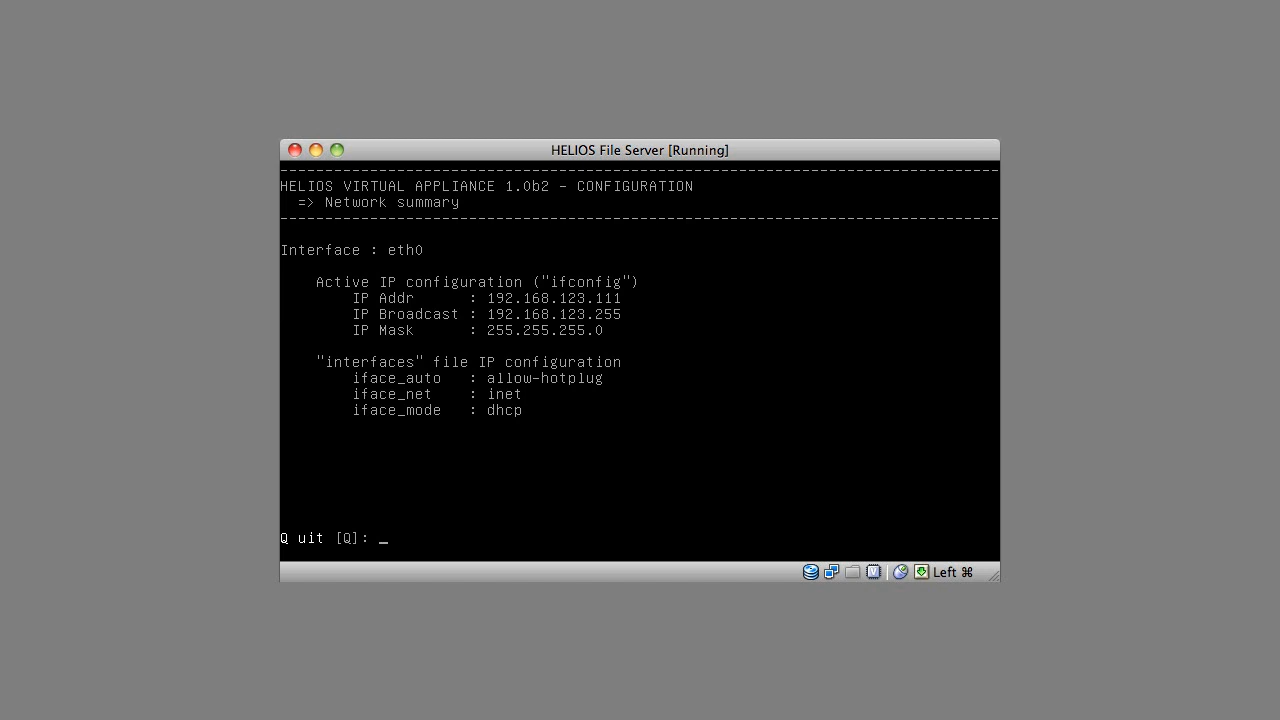 HELIOS File Server [Running]
HELIOS VIRTUAL APPLIANCE 1.0b2 - CONFIGURATION
=> Network summary
Interface : eth0
Active IP configuration ("ifconfig")
IP Addr : 192.168.123.111
IP Broadcast : 192.168.123.255
IP Mask : 255.255.255.0
"interfaces" file IP configuration
iface_auto : allow-hotplug
iface_net : inet
iface_mode : dhcp
Q uit [Q]: _
Left ⌘